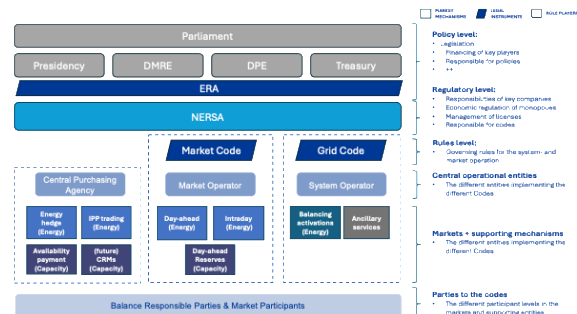 MARKET
MECHANISMS
LEGAL
INSTRUMENTS
ROLE PLAYERS
Parliament
Presidency
DMRE
DPE
Treasury
ERA
NERSA
Market Code
Grid Code
Central Purchasing
Agency
Market Operator
System Operator
Energy
hedge
(Energy)
IPP trading
(Energy)
Availability
payment
(Capacity)
(future)
CRMs
(Capacity)
Day-ahead
(Energy)
Intraday
(Energy)
Day-ahead
Reserves
(Capacity)
Balancing
activations
(Energy)
Ancillary
services
Balance Responsible Parties & Market Participants
Policy level:
• Legislation
• Financing of key players
• Responsible for policies
• ++
Regulatory level:
• Responsibilities of key companies
• Economic regulation of monopolies
• Management of licenses
• Responsible for codes
Rules level:
• Governing rules for the system- and
market operation
Central operational entities
• The different entities implementing the
different Codes
Markets + supporting mechanisms
• The different entities implementing the
different Codes
Parties to the codes
• The different participant levels in the
markets and supporting entities